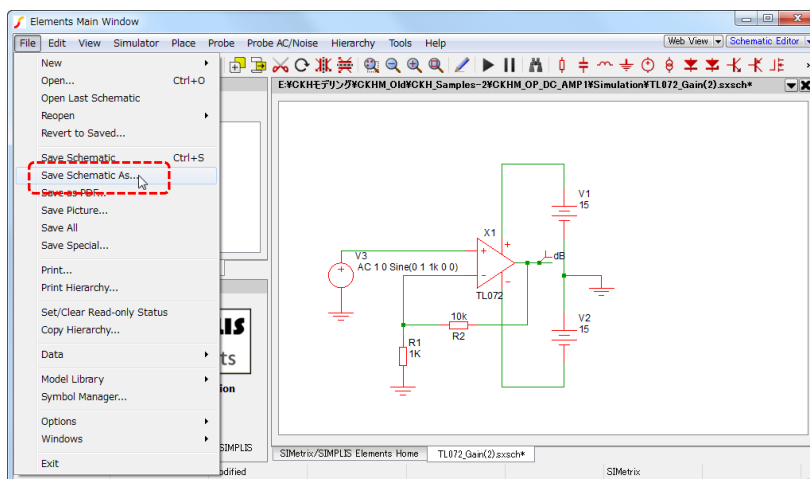 Elements Main Window
File Edit View Simulator Place Probe Probe AC/Noise Hierarchy Tools Help
Web View
Schematic Editor
New
Open... Ctrl+O
Open Last Schematic
Reopen
Revert to Saved...
Save Schematic Ctrl+S
Save Schematic As...
Save as PDF...
Save Picture...
Save All
Save Special...
Print...
Print Hierarchy...
Set/Clear Read-only Status
Copy Hierarchy...
Data
Model Library
Symbol Manager...
Options
Windows
Exit
E:¥CKHモデリング¥CKHM_Old¥CKH_Samples-2¥CKHM_OP_DC_AMP1¥Simulation¥TL072_Gain(2).sxsch*
V1
15
X1
dB
V3
AC 1 0 Sine(0 1 1k 0 0)
TL072
10k
R2
V2
15
R1
1K
SIMPLIS
SIMetrix/SIMPLIS Elements Home
TL072_Gain(2).sxsch*
SIMetrix